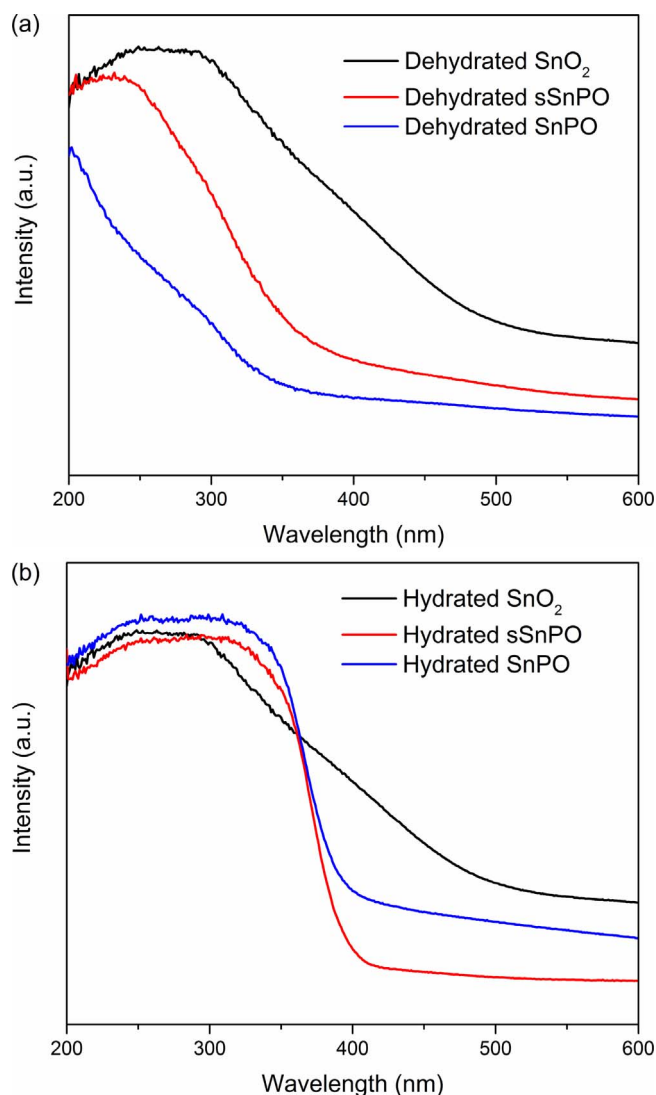 (a)
Dehydrated SnO₂
Dehydrated sSnPO
Dehydrated SnPO
Intensity (a.u.)
200 300 400 500 600
Wavelength (nm)
(b)
Hydrated SnO₂
Hydrated sSnPO
Hydrated SnPO
Intensity (a.u.)
200 300 400 500 600
Wavelength (nm)